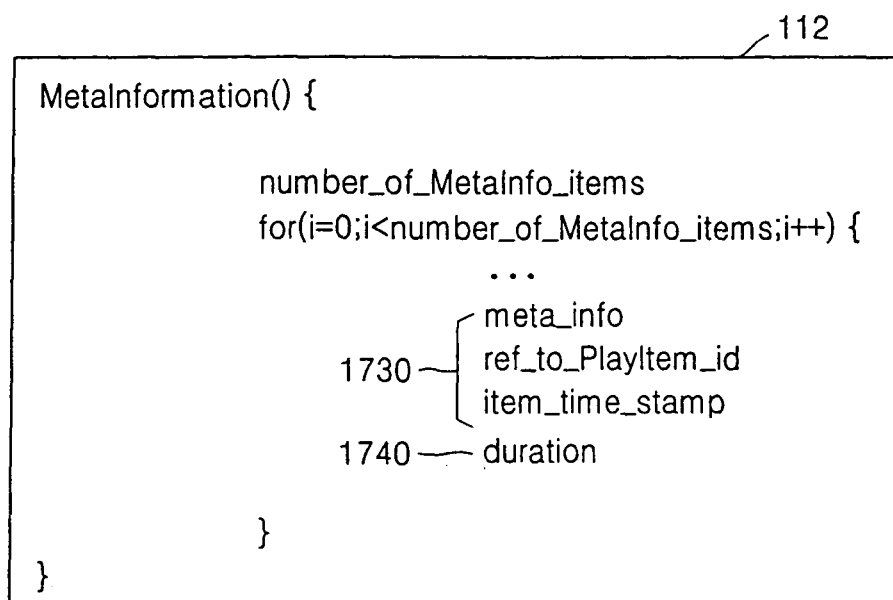 112
MetaInformation() {
number_of_MetaInfo_items
for(i=0;i<number_of_MetaInfo_items;i++) {
...
meta_info
1730 ref_to_PlayItem_id
item_time_stamp
1740 duration
}
}